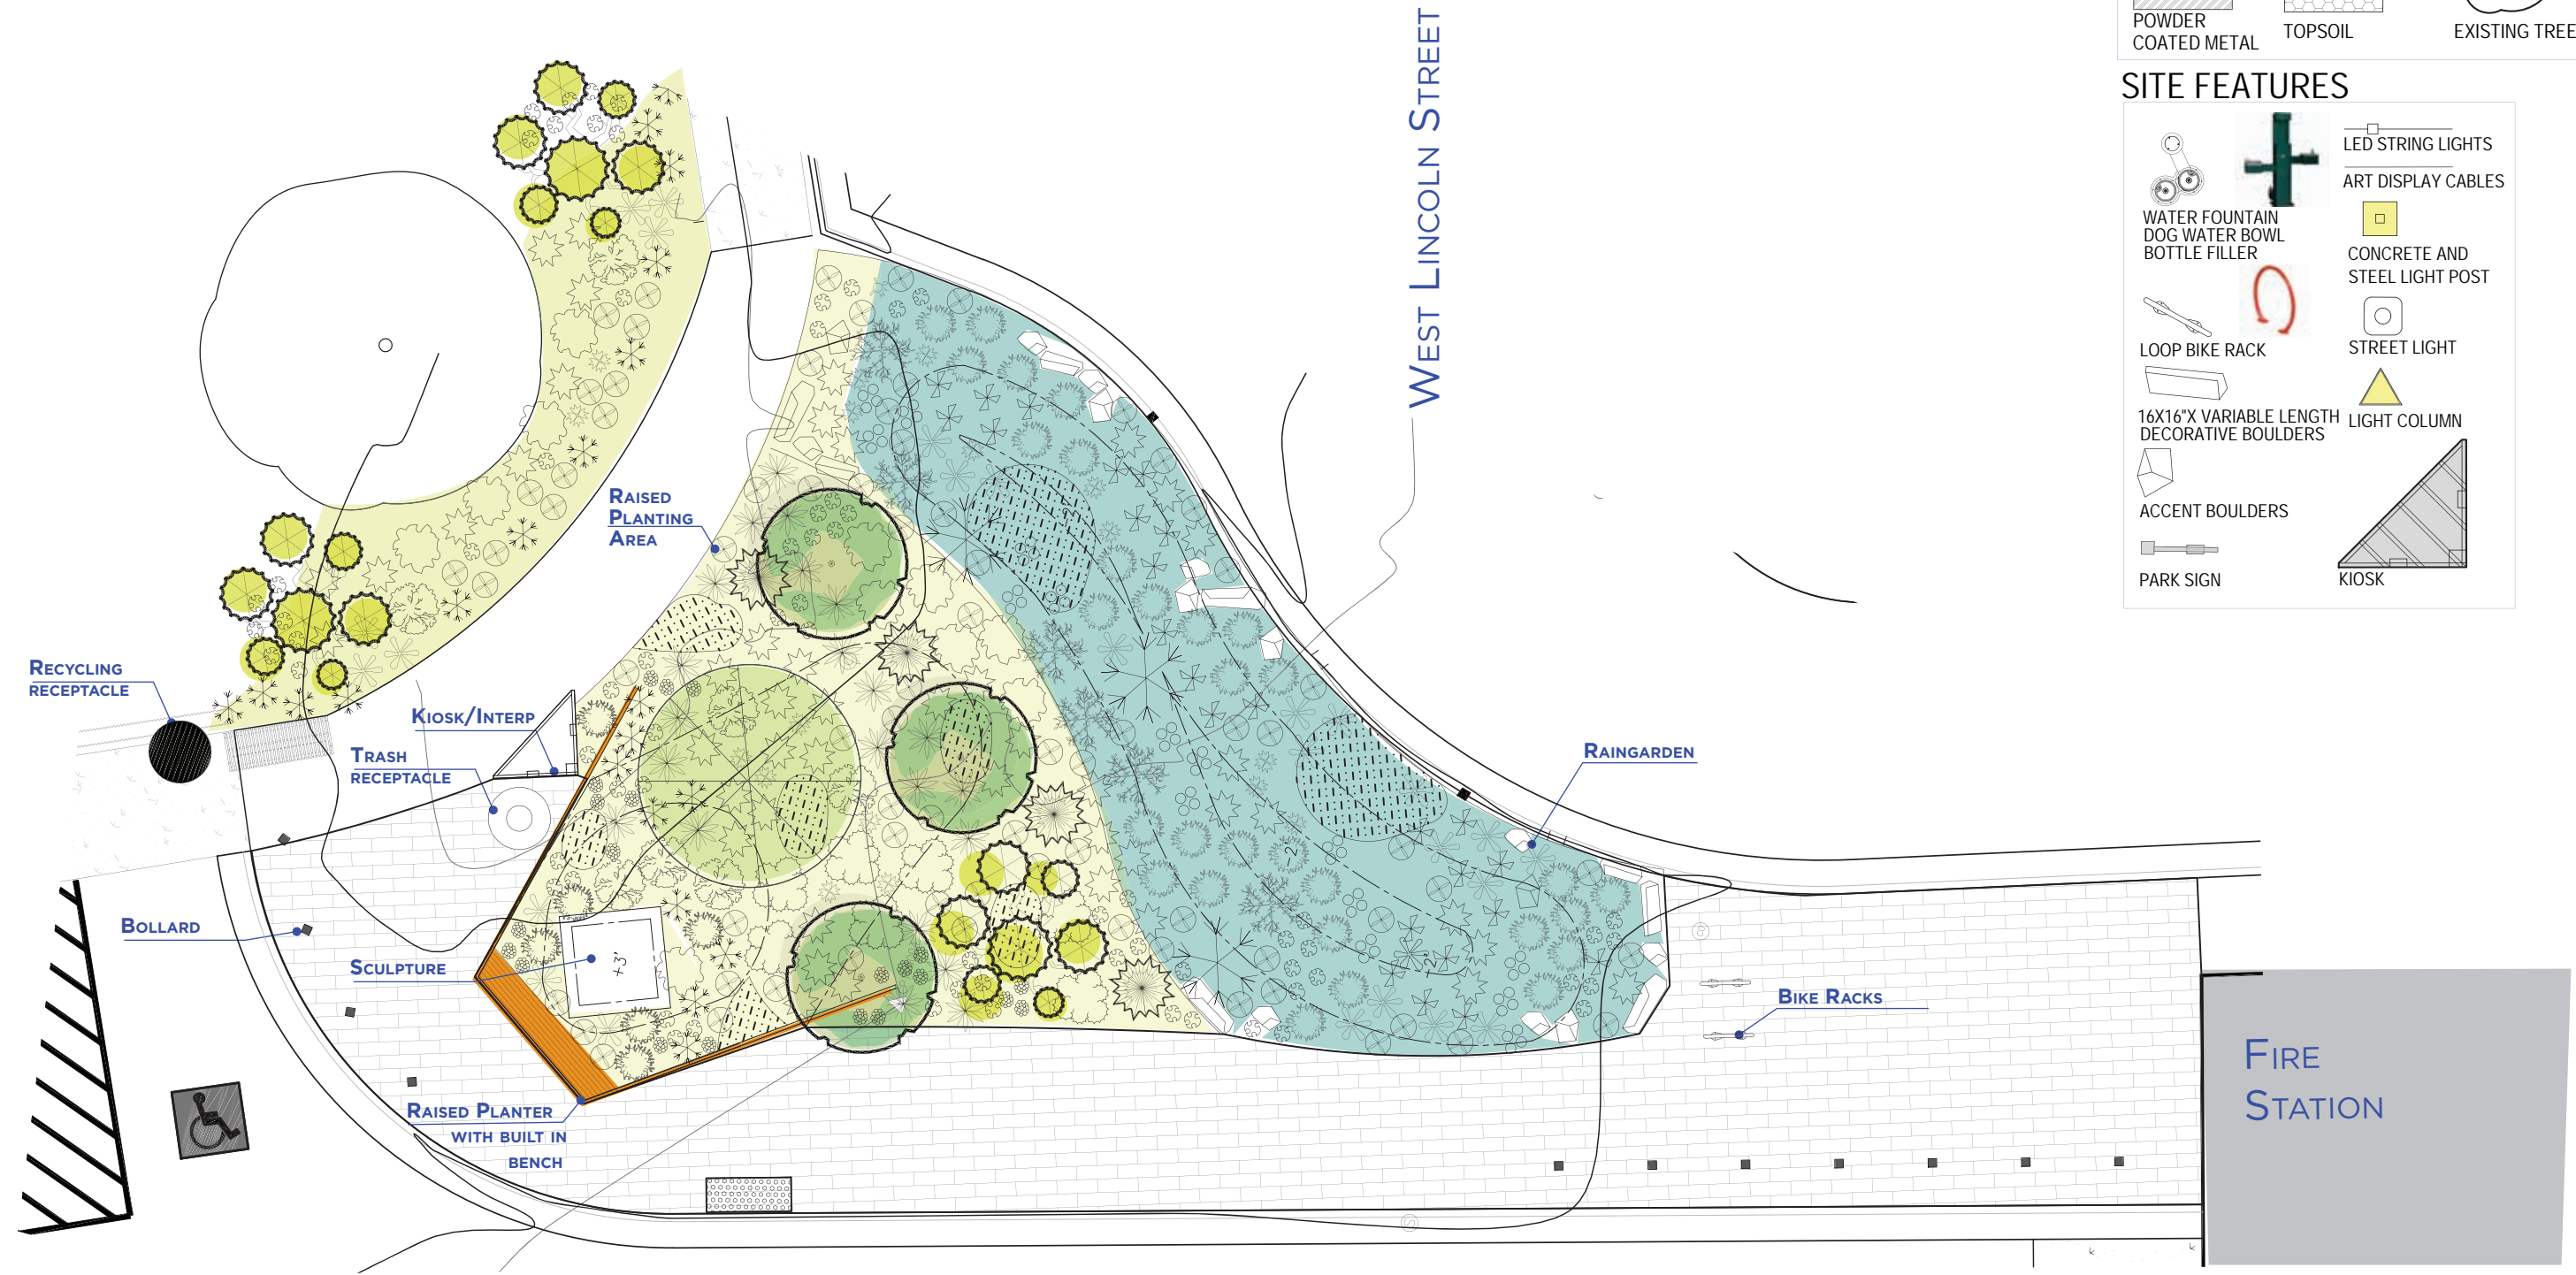 POWDER
COATED METAL
TOPSOIL
EXISTING TREE
SITE FEATURES
WATER FOUNTAIN
DOG WATER BOWL
BOTTLE FILLER
LED STRING LIGHTS
ART DISPLAY CABLES
CONCRETE AND
STEEL LIGHT POST
LOOP BIKE RACK
STREET LIGHT
16X16"X VARIABLE LENGTH
DECORATIVE BOULDERS
LIGHT COLUMN
ACCENT BOULDERS
PARK SIGN
KIOSK
WEST LINCOLN STREET
RAISED
PLANTING
AREA
RECYCLING
RECEPTACLE
KIOSK/INTERP
TRASH
RECEPTACLE
RAINGARDEN
BOLLARD
SCULPTURE
+3'
-2'
-2'
BIKE RACKS
RAISED PLANTER
WITH BUILT IN
BENCH
FIRE
STATION
S